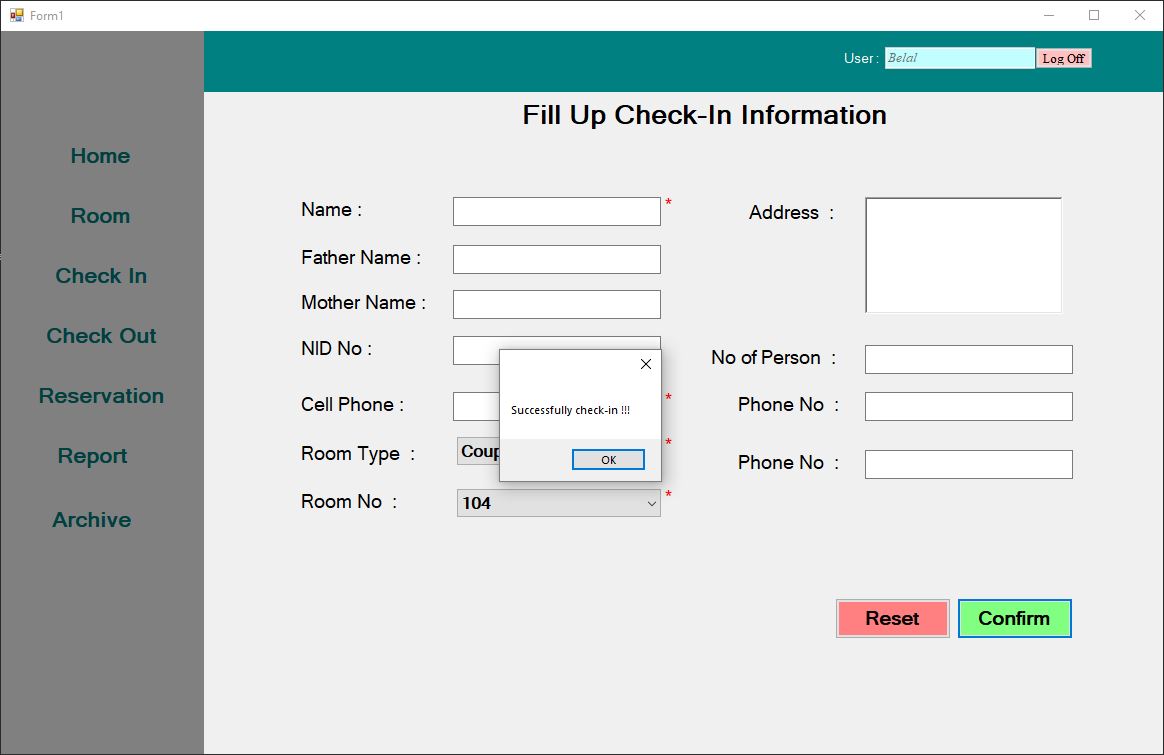 Form1
User :
Belal
Log Off
Fill Up Check-In Information
Home
Room
Check In
Check Out
Reservation
Report
Archive
Name :
*
Father Name :
Mother Name :
NID No :
Cell Phone :
*
Room Type :
Coup
*
Room No :
104
*
Address :
No of Person :
Phone No :
Phone No :
Successfully check-in !!!
OK
Reset
Confirm